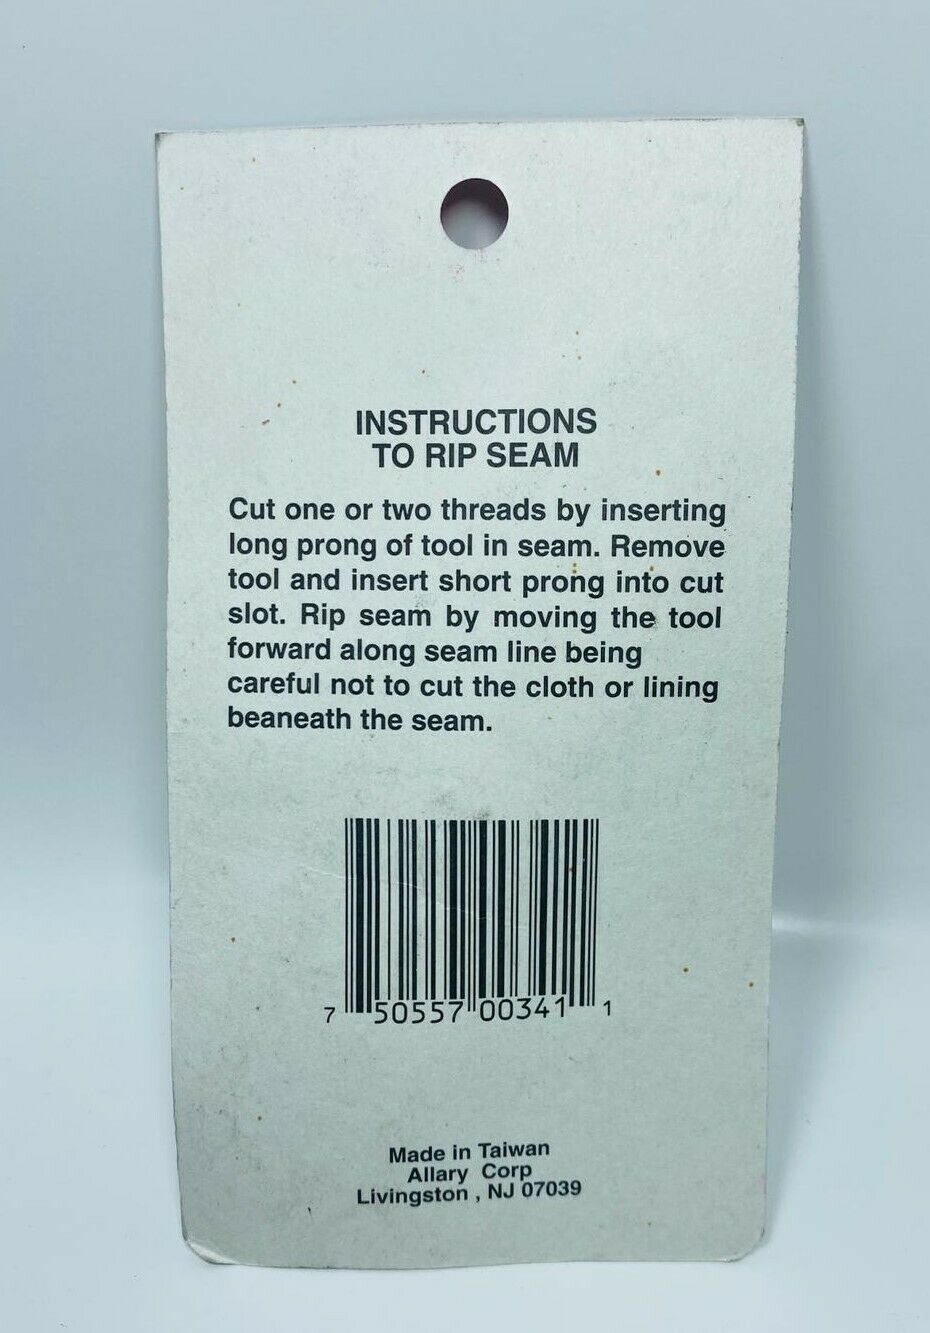 INSTRUCTIONS
TO RIP SEAM
Cut one or two threads by inserting
long prong of tool in seam. Remove
tool and insert short prong into cut
slot. Rip seam by moving the tool
forward along seam line being
careful not to cut the cloth or lining
beaneath the seam.
7 50557 00341 1
Made in Taiwan
Allary Corp
Livingston , NJ 07039